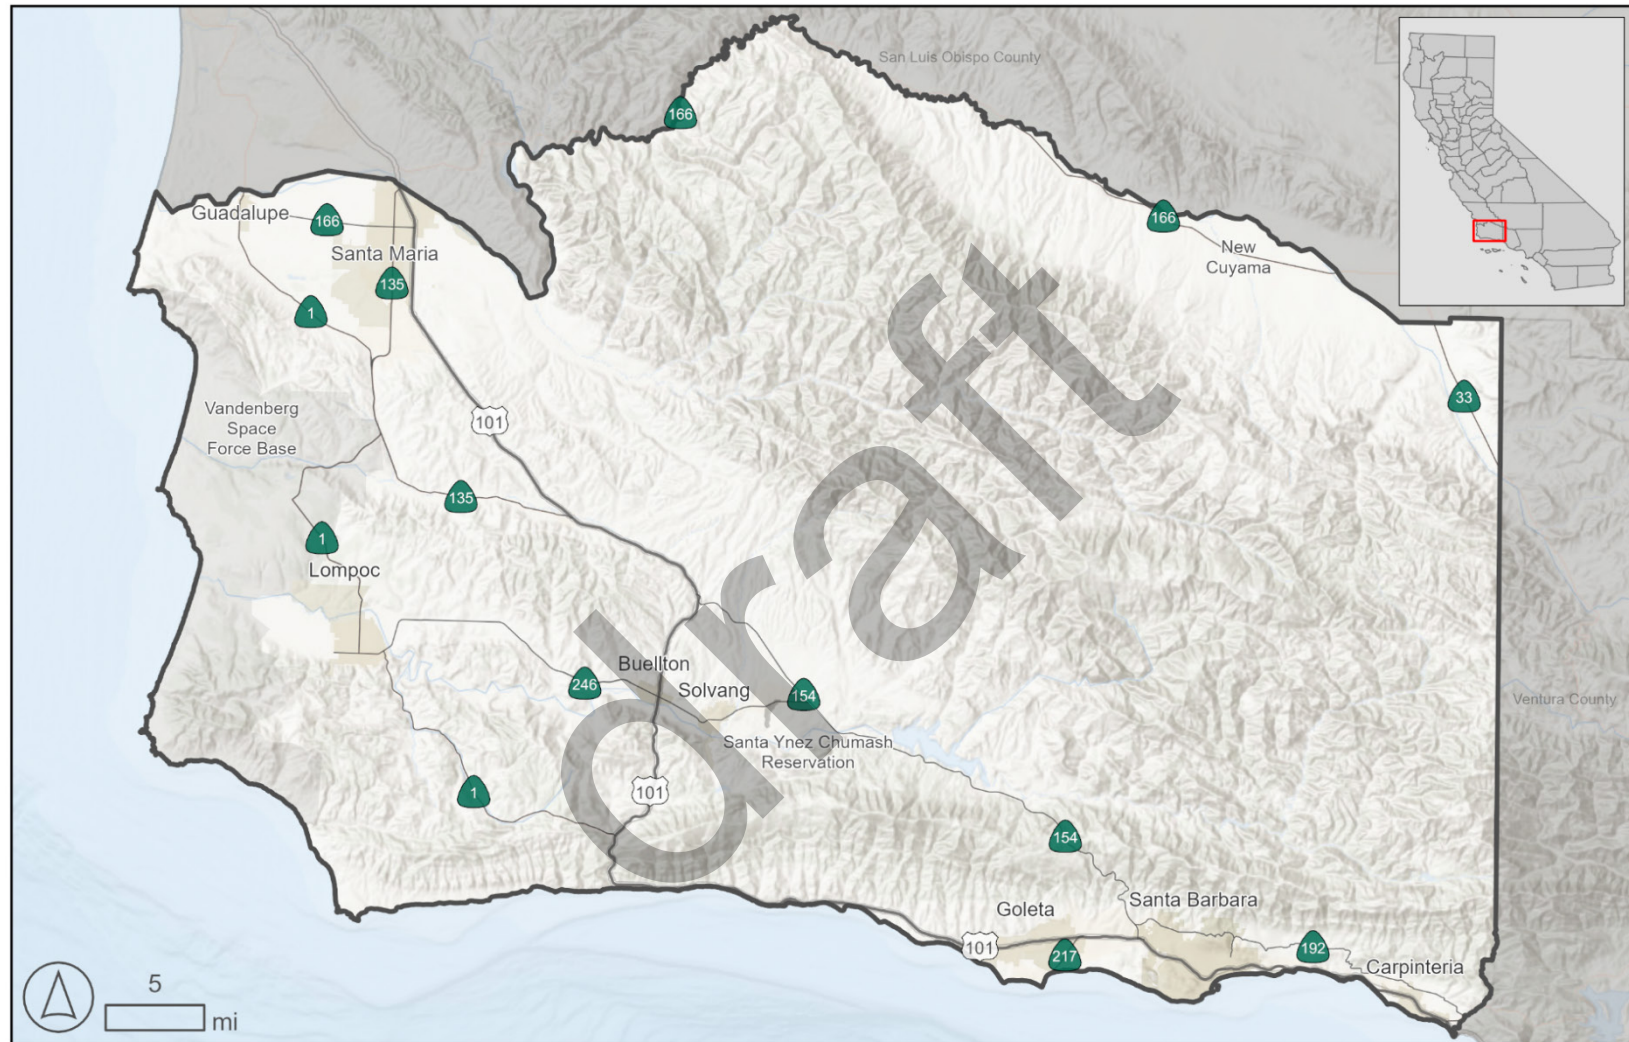 San Luis Obispo County
166
Guadalupe
166
166
Santa Maria
New
Cuyama
135
1
33
Vandenberg
Space
Force Base
101
135
1
Lompoc
draft
Buellton
246
Solvang
154
Ventura County
Santa Ynez Chumash
Reservation
1
101
154
Santa Barbara
Goleta
101
217
192
Carpinteria
5
mi